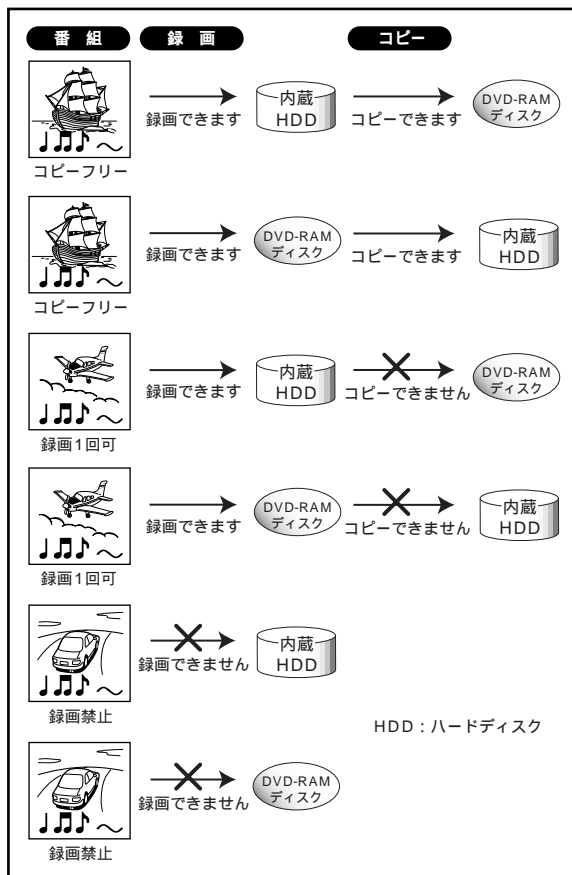 番 組
録 画
コピー
録画できます
内蔵
HDD
コピーできます
DVD-RAM
ディスク
コピーフリー
録画できます
DVD-RAM
ディスク
コピーできます
内蔵
HDD
コピーフリー
録画できます
内蔵
HDD
コピーできません
DVD-RAM
ディスク
録画1回可
録画できます
DVD-RAM
ディスク
コピーできません
内蔵
HDD
録画1回可
録画できません
内蔵
HDD
録画禁止
HDD：ハードディスク
録画できません
DVD-RAM
ディスク
録画禁止